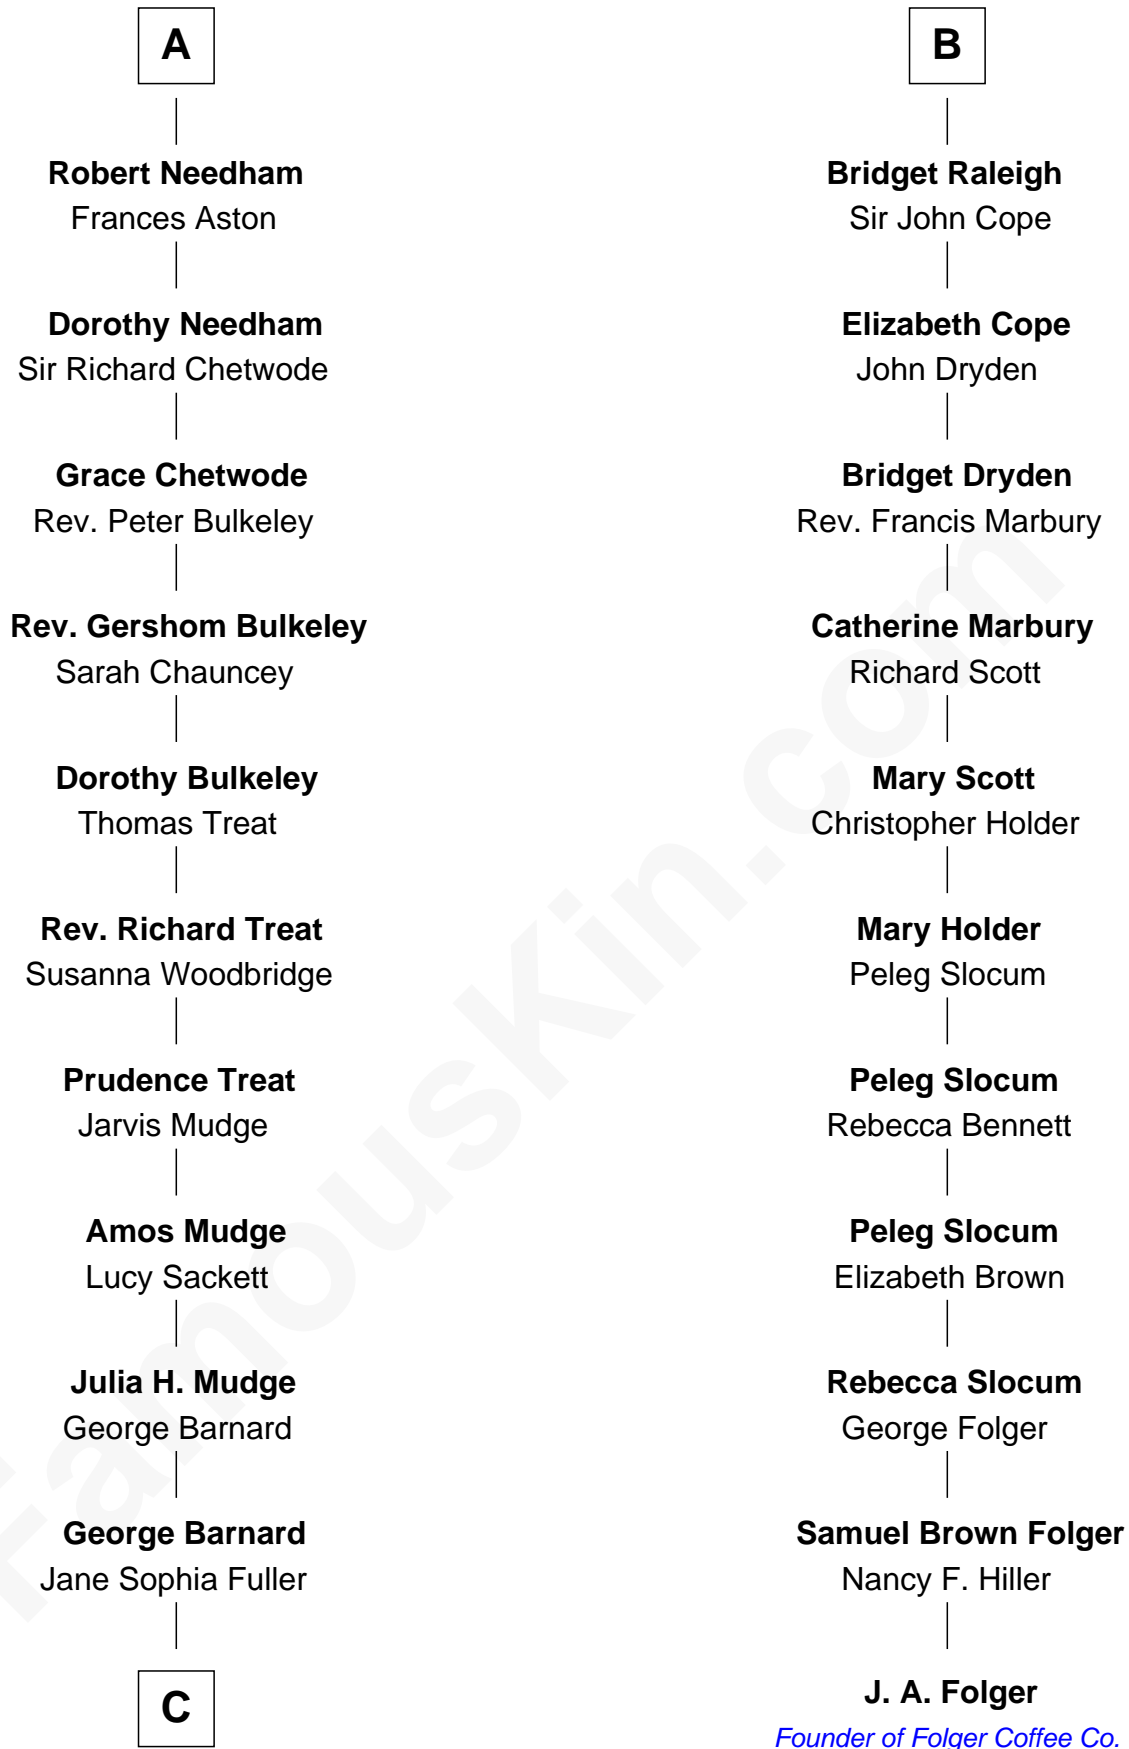 A
Robert Needham
Frances Aston
Dorothy Needham
Sir Richard Chetwode
Grace Chetwode
Rev. Peter Bulkeley
Rev. Gershom Bulkeley
Sarah Chauncey
Dorothy Bulkeley
Thomas Treat
Rev. Richard Treat
Susanna Woodbridge
Prudence Treat
Jarvis Mudge
Amos Mudge
Lucy Sackett
Julia H. Mudge
George Barnard
George Barnard
Jane Sophia Fuller
C
B
Bridget Raleigh
Sir John Cope
Elizabeth Cope
John Dryden
Bridget Dryden
Rev. Francis Marbury
Catherine Marbury
Richard Scott
Mary Scott
Christopher Holder
Mary Holder
Peleg Slocum
Peleg Slocum
Rebecca Bennett
Peleg Slocum
Elizabeth Brown
Rebecca Slocum
George Folger
Samuel Brown Folger
Nancy F. Hiller
J. A. Folger
Founder of Folger Coffee Co.
FamousKin.com